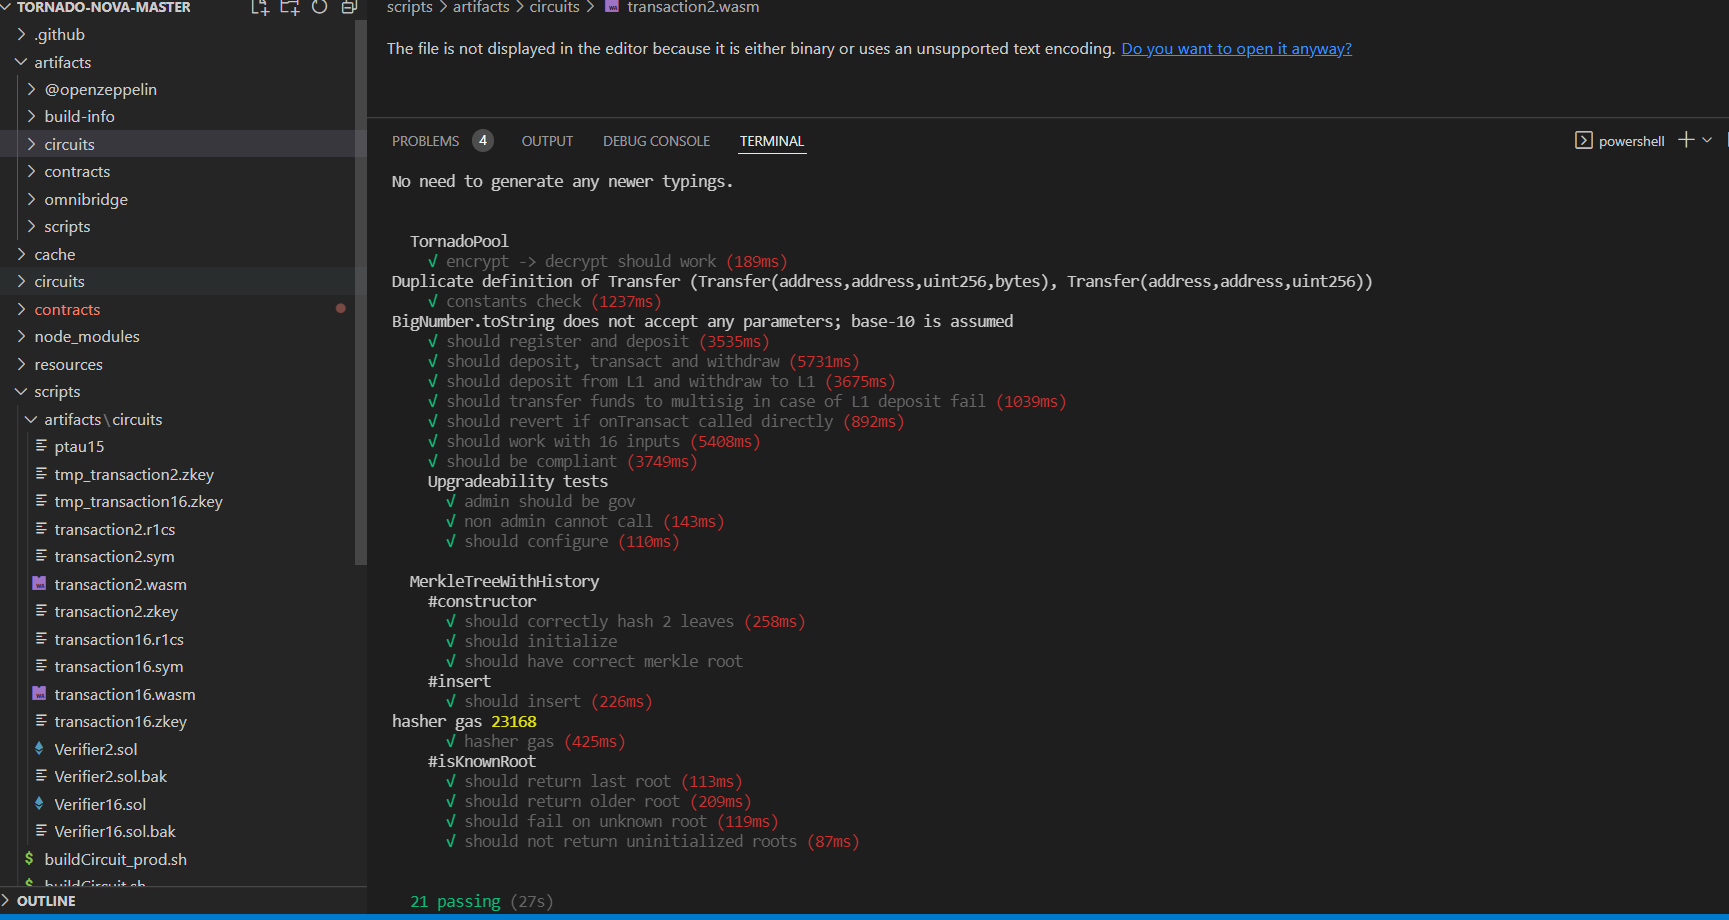 TORNADO-NOVA-MASTER
.github
artifacts
@openzeppelin
build-info
circuits
contracts
omnibridge
scripts
cache
circuits
contracts
node_modules
resources
scripts
artifacts\circuits
ptau15
tmp_transaction2.zkey
tmp_transaction16.zkey
transaction2.r1cs
transaction2.sym
transaction2.wasm
transaction2.zkey
transaction16.r1cs
transaction16.sym
transaction16.wasm
transaction16.zkey
Verifier2.sol
Verifier2.sol.bak
Verifier16.sol
Verifier16.sol.bak
$ buildCircuit_prod.sh
$ buildCircuit.sh
OUTLINE
scripts > artifacts > circuits > transaction2.wasm
The file is not displayed in the editor because it is either binary or uses an unsupported text encoding. Do you want to open it anyway?
PROBLEMS 4 OUTPUT DEBUG CONSOLE TERMINAL powershell
No need to generate any newer typings.
TornadoPool
√ encrypt -> decrypt should work (189ms)
Duplicate definition of Transfer (Transfer(address,address,uint256,bytes), Transfer(address,address,uint256))
√ constants check (1237ms)
BigNumber.toString does not accept any parameters; base-10 is assumed
√ should register and deposit (3535ms)
√ should deposit, transact and withdraw (5731ms)
√ should deposit from L1 and withdraw to L1 (3675ms)
√ should transfer funds to multisig in case of L1 deposit fail (1039ms)
√ should revert if onTransact called directly (892ms)
√ should work with 16 inputs (5408ms)
√ should be compliant (3749ms)
Upgradeability tests
√ admin should be gov
√ non admin cannot call (143ms)
√ should configure (110ms)
MerkleTreeWithHistory
#constructor
√ should correctly hash 2 leaves (258ms)
√ should initialize
√ should have correct merkle root
#insert
√ should insert (226ms)
hasher gas 23168
√ hasher gas (425ms)
#isKnownRoot
√ should return last root (113ms)
√ should return older root (209ms)
√ should fail on unknown root (119ms)
√ should not return uninitialized roots (87ms)
21 passing (27s)